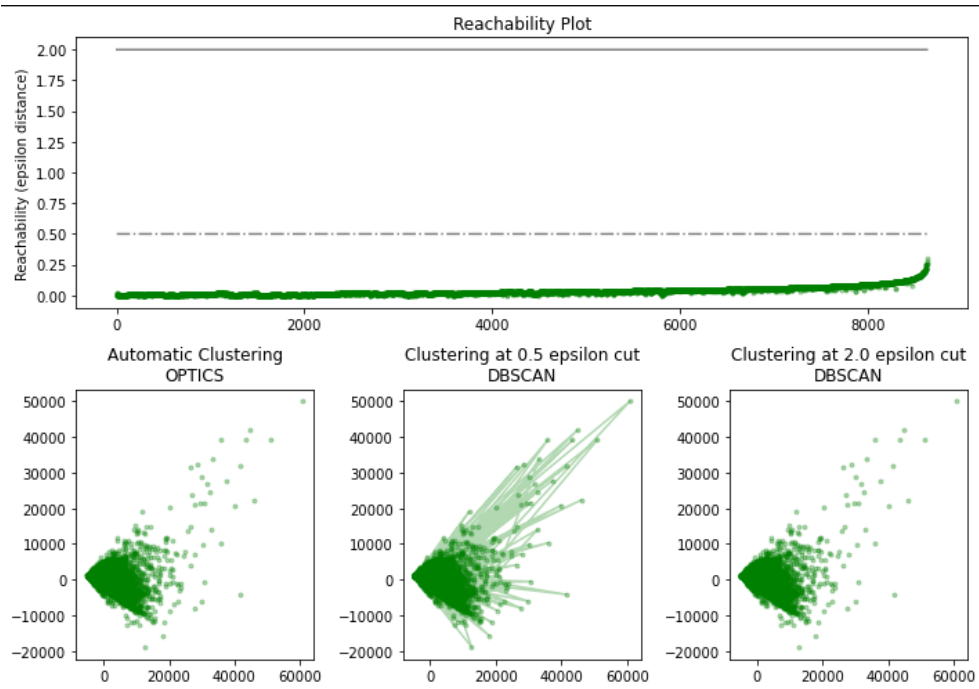 Reachability Plot
Reachability (epsilon distance)
2.00
1.75
1.50
1.25
1.00
0.75
0.50
0.25
0.00
0 2000 4000 6000 8000
Automatic Clustering
OPTICS
50000
40000
30000
20000
10000
0
−10000
−20000
0 20000 40000 60000
Clustering at 0.5 epsilon cut
DBSCAN
50000
40000
30000
20000
10000
0
−10000
−20000
0 20000 40000 60000
Clustering at 2.0 epsilon cut
DBSCAN
50000
40000
30000
20000
10000
0
−10000
−20000
0 20000 40000 60000